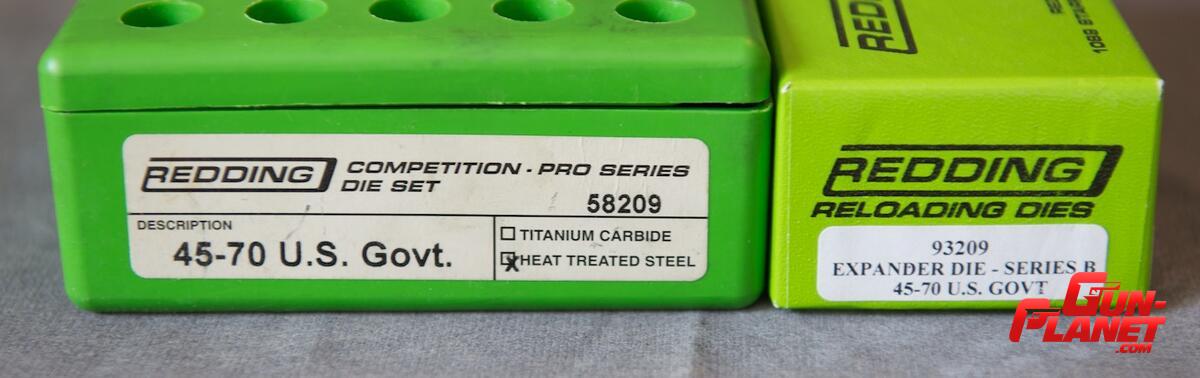 REDDING COMPETITION - PRO SERIES
DIE SET
58209
DESCRIPTION
45-70 U.S. Govt.
TITANIUM CARBIDE
HEAT TREATED STEEL
RED
REDDING
RELOADING DIES
93209
EXPANDER DIE - SERIES B
45-70 U.S. GOVT
GUN-
PLANET
.COM